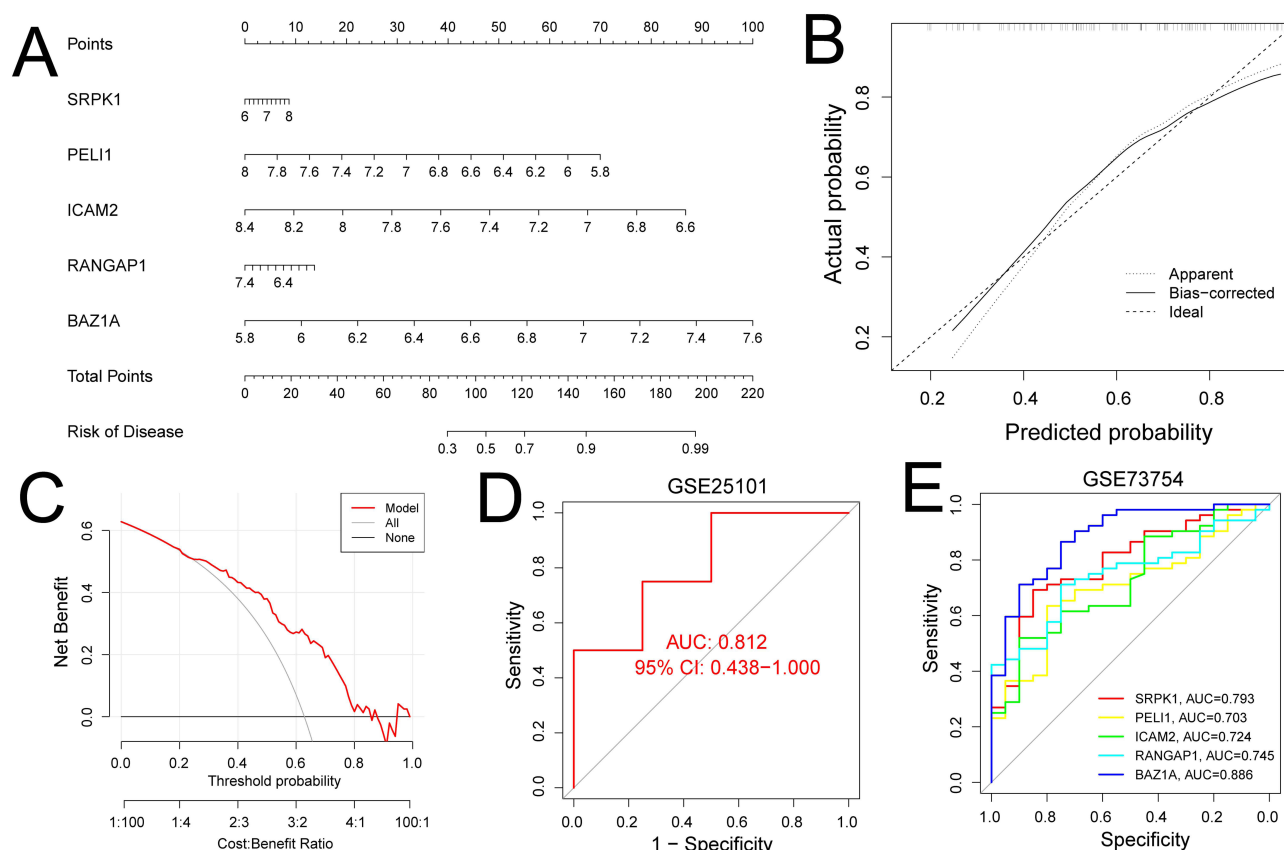 A
Points
0 10 20 30 40 50 60 70 80 90 100
SRPK1
6 7 8
PELI1
8 7.8 7.6 7.4 7.2 7 6.8 6.6 6.4 6.2 6 5.8
ICAM2
8.4 8.2 8 7.8 7.6 7.4 7.2 7 6.8 6.6
RANGAP1
7.4 6.4
BAZ1A
5.8 6 6.2 6.4 6.6 6.8 7 7.2 7.4 7.6
Total Points
0 20 40 60 80 100 120 140 160 180 200 220
Risk of Disease
0.3 0.5 0.7 0.9 0.99
B
Actual probability
0.8
0.6
0.4
0.2
Apparent
Bias−corrected
Ideal
0.2 0.4 0.6 0.8
Predicted probability
C
Net Benefit
0.6
0.4
0.2
0.0
Model
All
None
0.0 0.2 0.4 0.6 0.8 1.0
Threshold probability
1:100 1:4 2:3 3:2 4:1 100:1
Cost:Benefit Ratio
D
GSE25101
Sensitivity
1.0
0.8
0.6
0.4
0.2
0.0
AUC: 0.812
95% CI: 0.438−1.000
0.0 0.2 0.4 0.6 0.8 1.0
1 − Specificity
E
GSE73754
Sensitivity
1.0
0.8
0.6
0.4
0.2
0.0
SRPK1, AUC=0.793
PELI1, AUC=0.703
ICAM2, AUC=0.724
RANGAP1, AUC=0.745
BAZ1A, AUC=0.886
1.0 0.8 0.6 0.4 0.2 0.0
Specificity